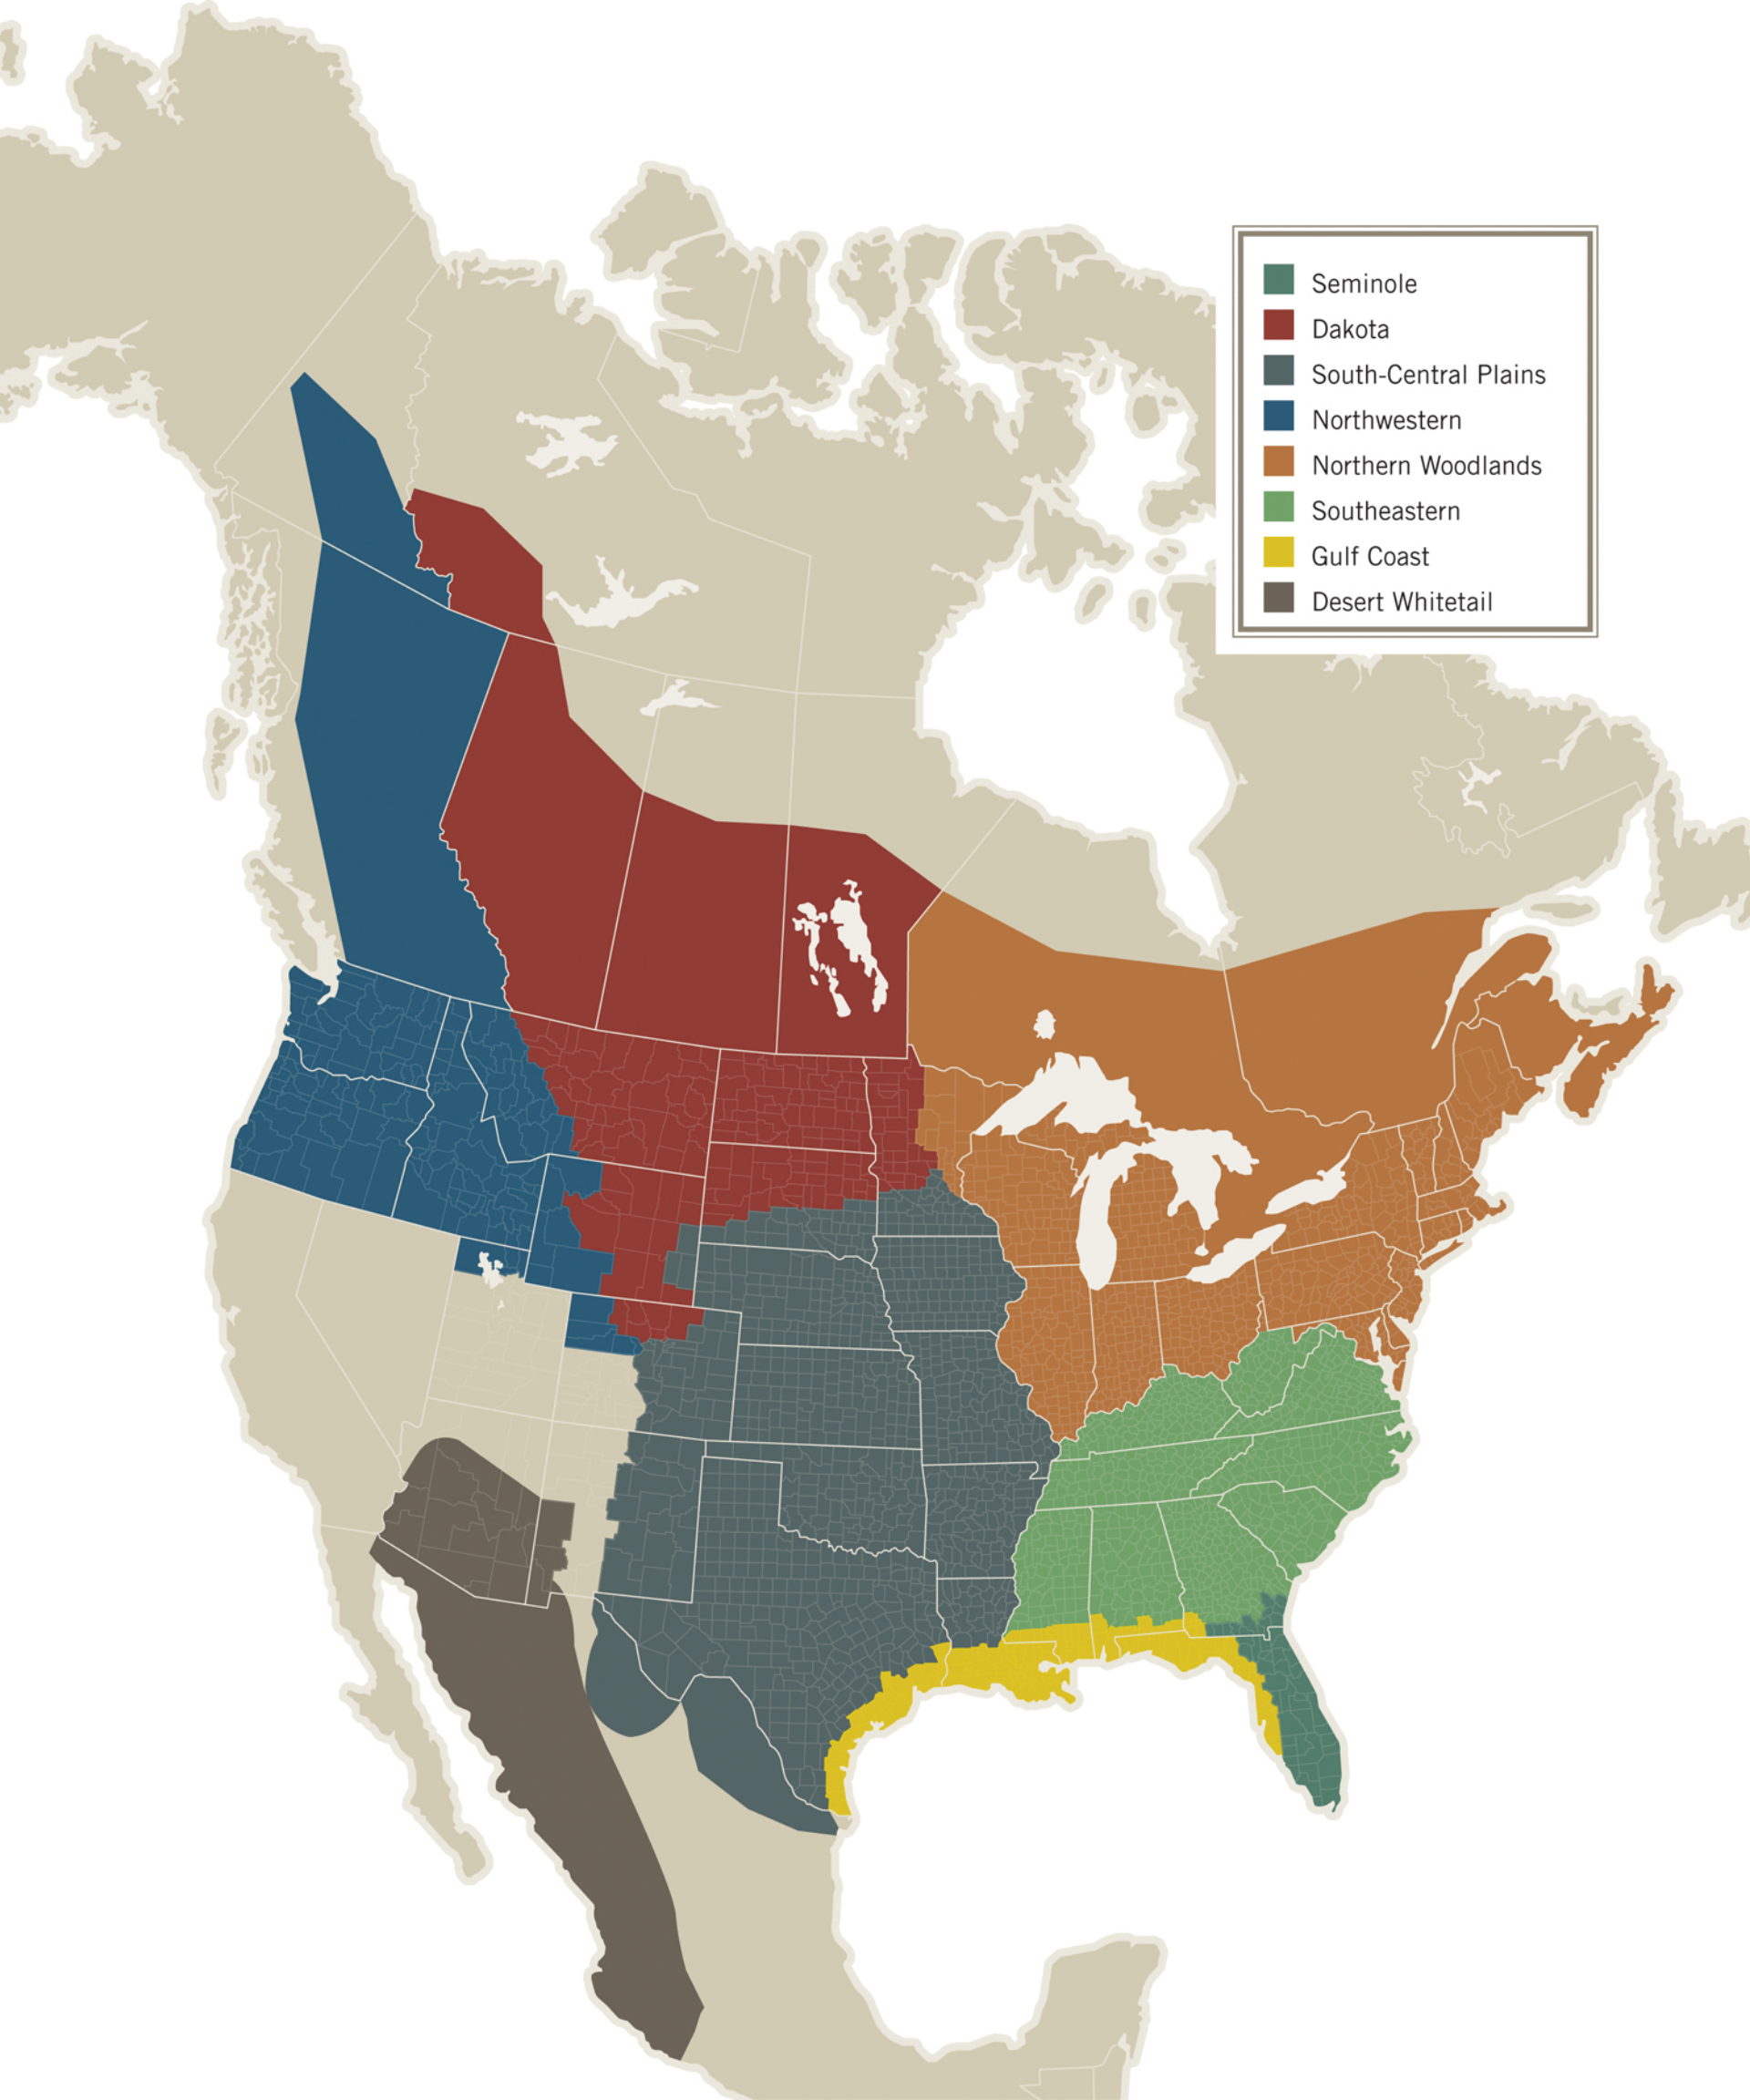 Seminole
Dakota
South-Central Plains
Northwestern
Northern Woodlands
Southeastern
Gulf Coast
Desert Whitetail